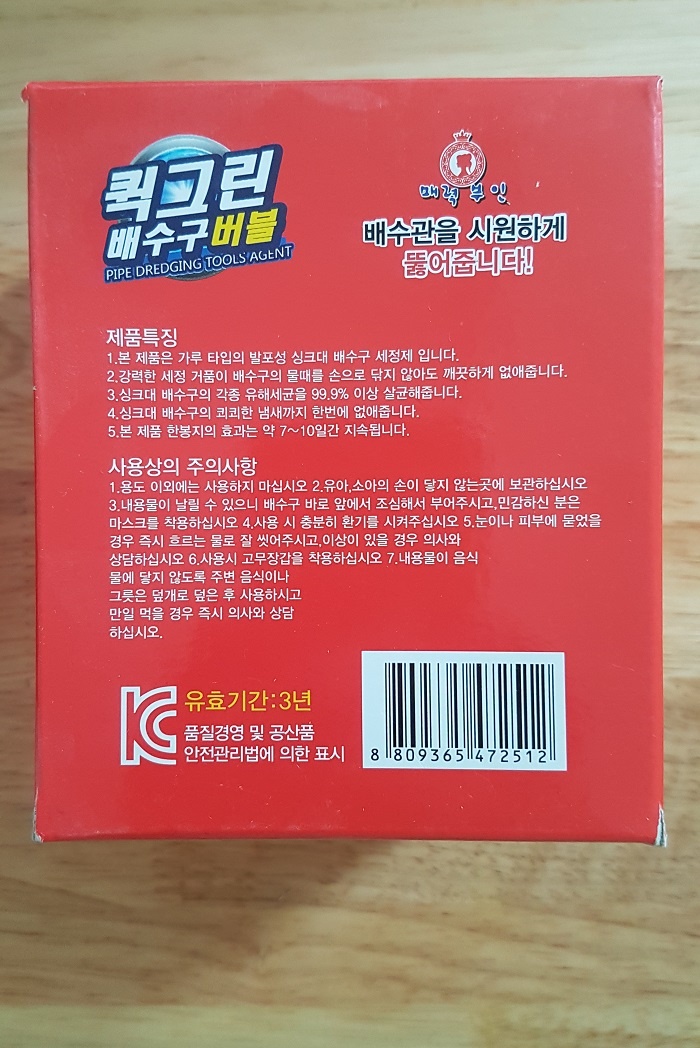 퀵그린
배수구버블
PIPE DREDGING TOOLS AGENT
매력부인
배수관을 시원하게
뚫어줍니다!
제품특징
1.본 제품은 가루 타입의 발포성 싱크대 배수구 세정제 입니다.
2.강력한 세정 거품이 배수구의 물때를 손으로 닦지 않아도 깨끗하게 없애줍니다.
3.싱크대 배수구의 각종 유해세균을 99.9% 이상 살균해줍니다.
4.싱크대 배수구의 쾨쾨한 냄새까지 한번에 없애줍니다.
5.본 제품 한봉지의 효과는 약 7~10일간 지속됩니다.
사용상의 주의사항
1.용도 이외에는 사용하지 마십시오 2.유아,소아의 손이 닿지 않는곳에 보관하십시오
3.내용물이 날릴 수 있으니 배수구 바로 앞에서 조심해서 부어주시고,민감하신 분은
마스크를 착용하십시오 4.사용 시 충분히 환기를 시켜주십시오 5.눈이나 피부에 묻었을
경우 즉시 흐르는 물로 잘 씻어주시고,이상이 있을 경우 의사와
상담하십시오 6.사용시 고무장갑을 착용하십시오 7.내용물이 음식
물에 닿지 않도록 주변 음식이나
그릇은 덮개로 덮은 후 사용하시고
만일 먹을 경우 즉시 의사와 상담
하십시오.
유효기간:3년
품질경영 및 공산품
안전관리법에 의한 표시
8 809365 472512